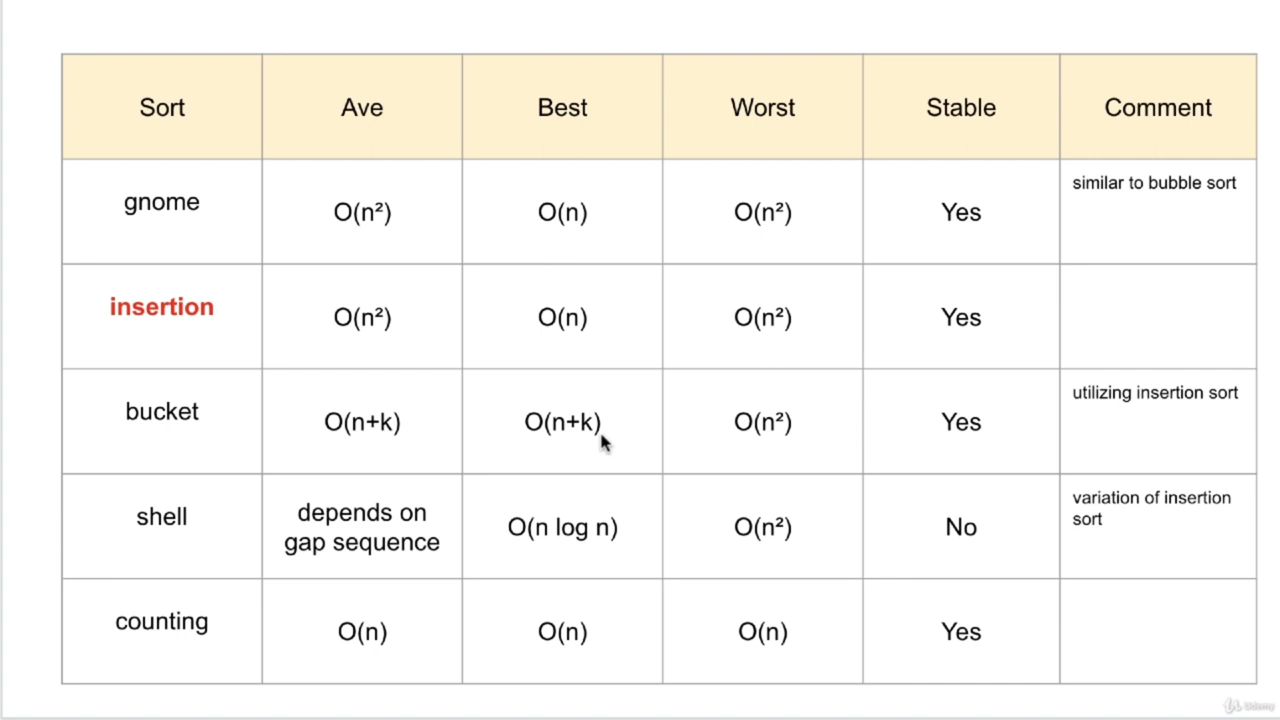 Sort Ave Best Worst Stable Comment
gnome O(n²) O(n) O(n²) Yes similar to bubble sort
insertion O(n²) O(n) O(n²) Yes
bucket O(n+k) O(n+k) O(n²) Yes utilizing insertion sort
shell depends on gap sequence O(n log n) O(n²) No variation of insertion sort
counting O(n) O(n) O(n) Yes
Udemy